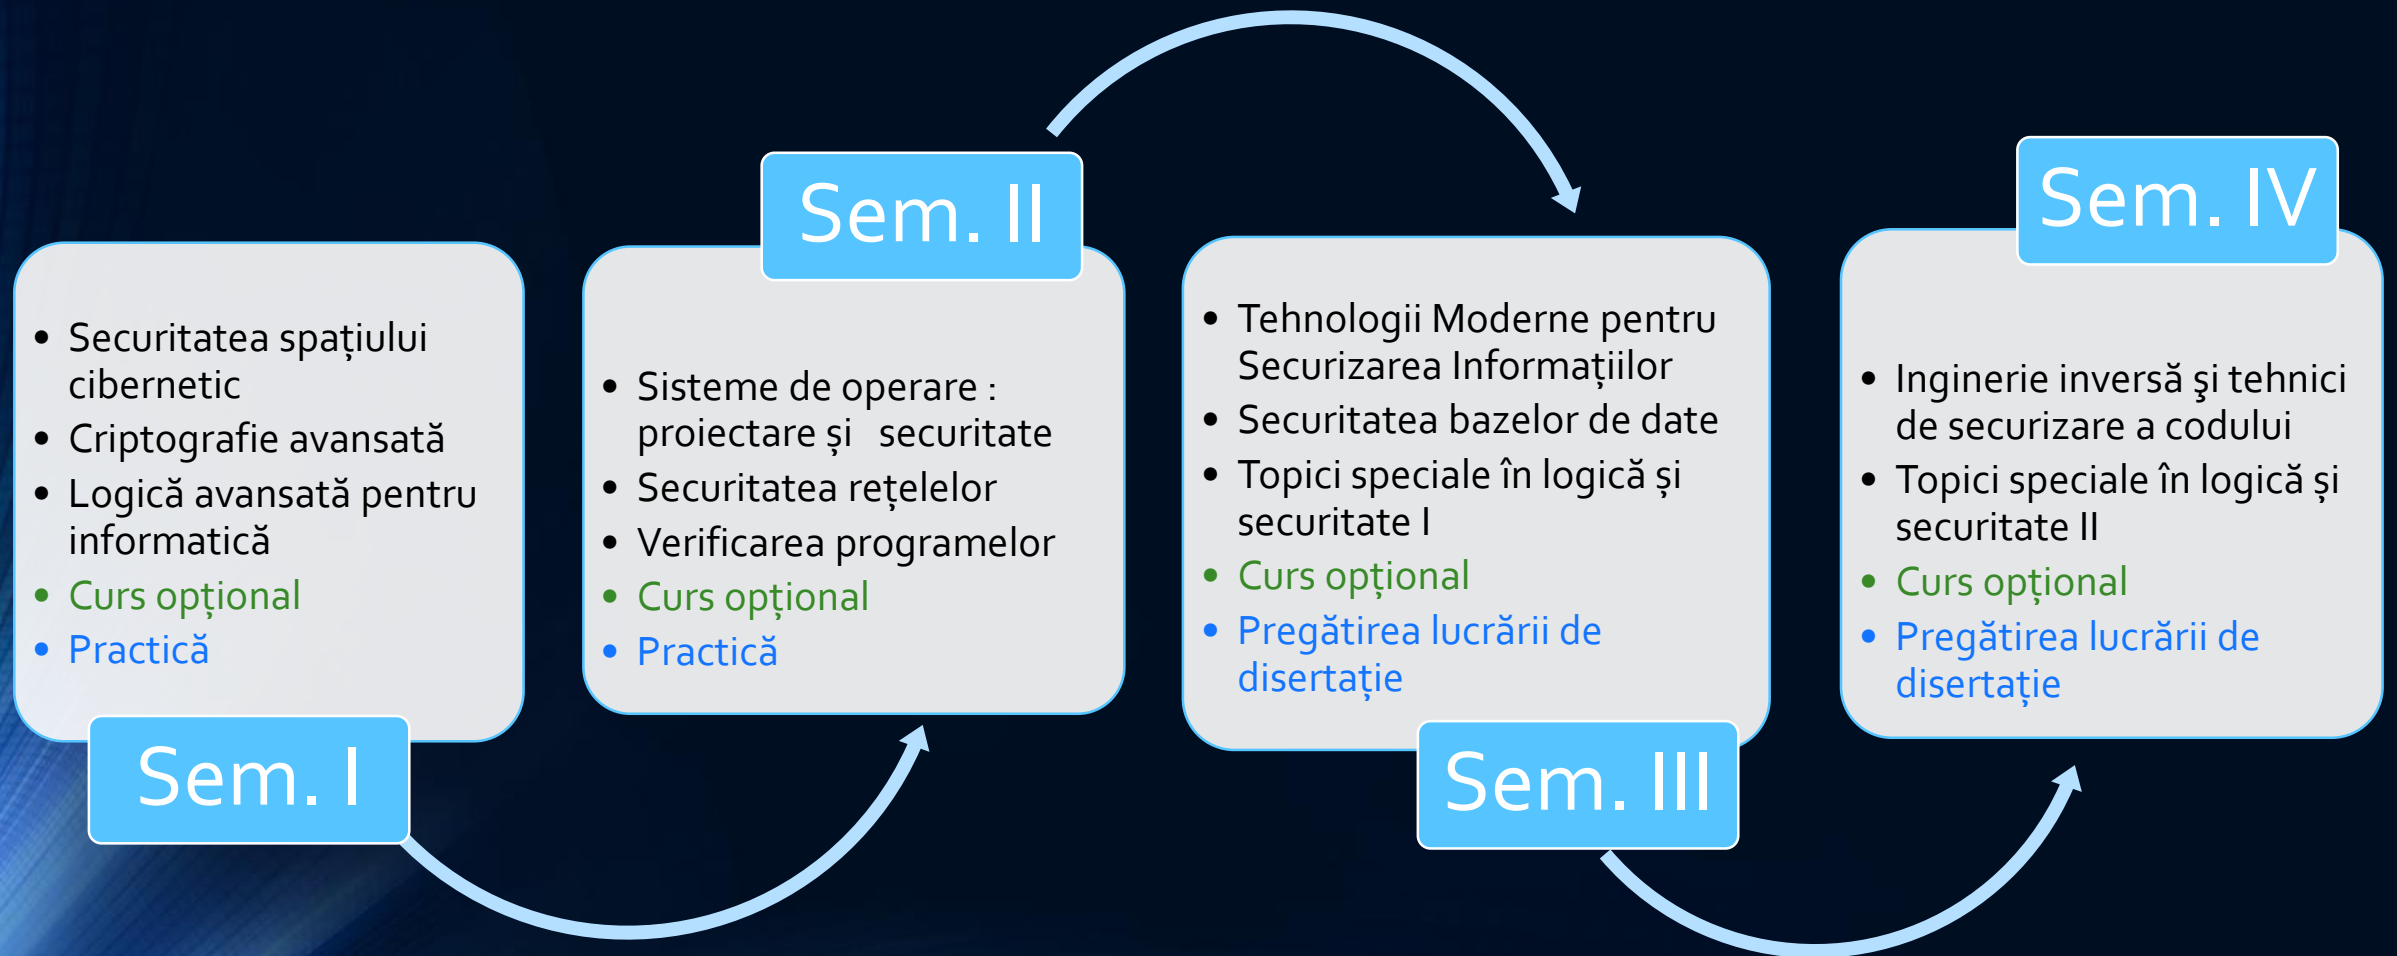 Sem. I
• Securitatea spațiului
cibernetic
• Criptografie avansată
• Logică avansată pentru
informatică
• Curs opțional
• Practică
Sem. II
• Sisteme de operare :
proiectare și securitate
• Securitatea rețelelor
• Verificarea programelor
• Curs opțional
• Practică
Sem. III
• Tehnologii Moderne pentru
Securizarea Informațiilor
• Securitatea bazelor de date
• Topici speciale în logică și
securitate I
• Curs opțional
• Pregătirea lucrării de
disertație
Sem. IV
• Inginerie inversă şi tehnici
de securizare a codului
• Topici speciale în logică și
securitate II
• Curs opțional
• Pregătirea lucrării de
disertație